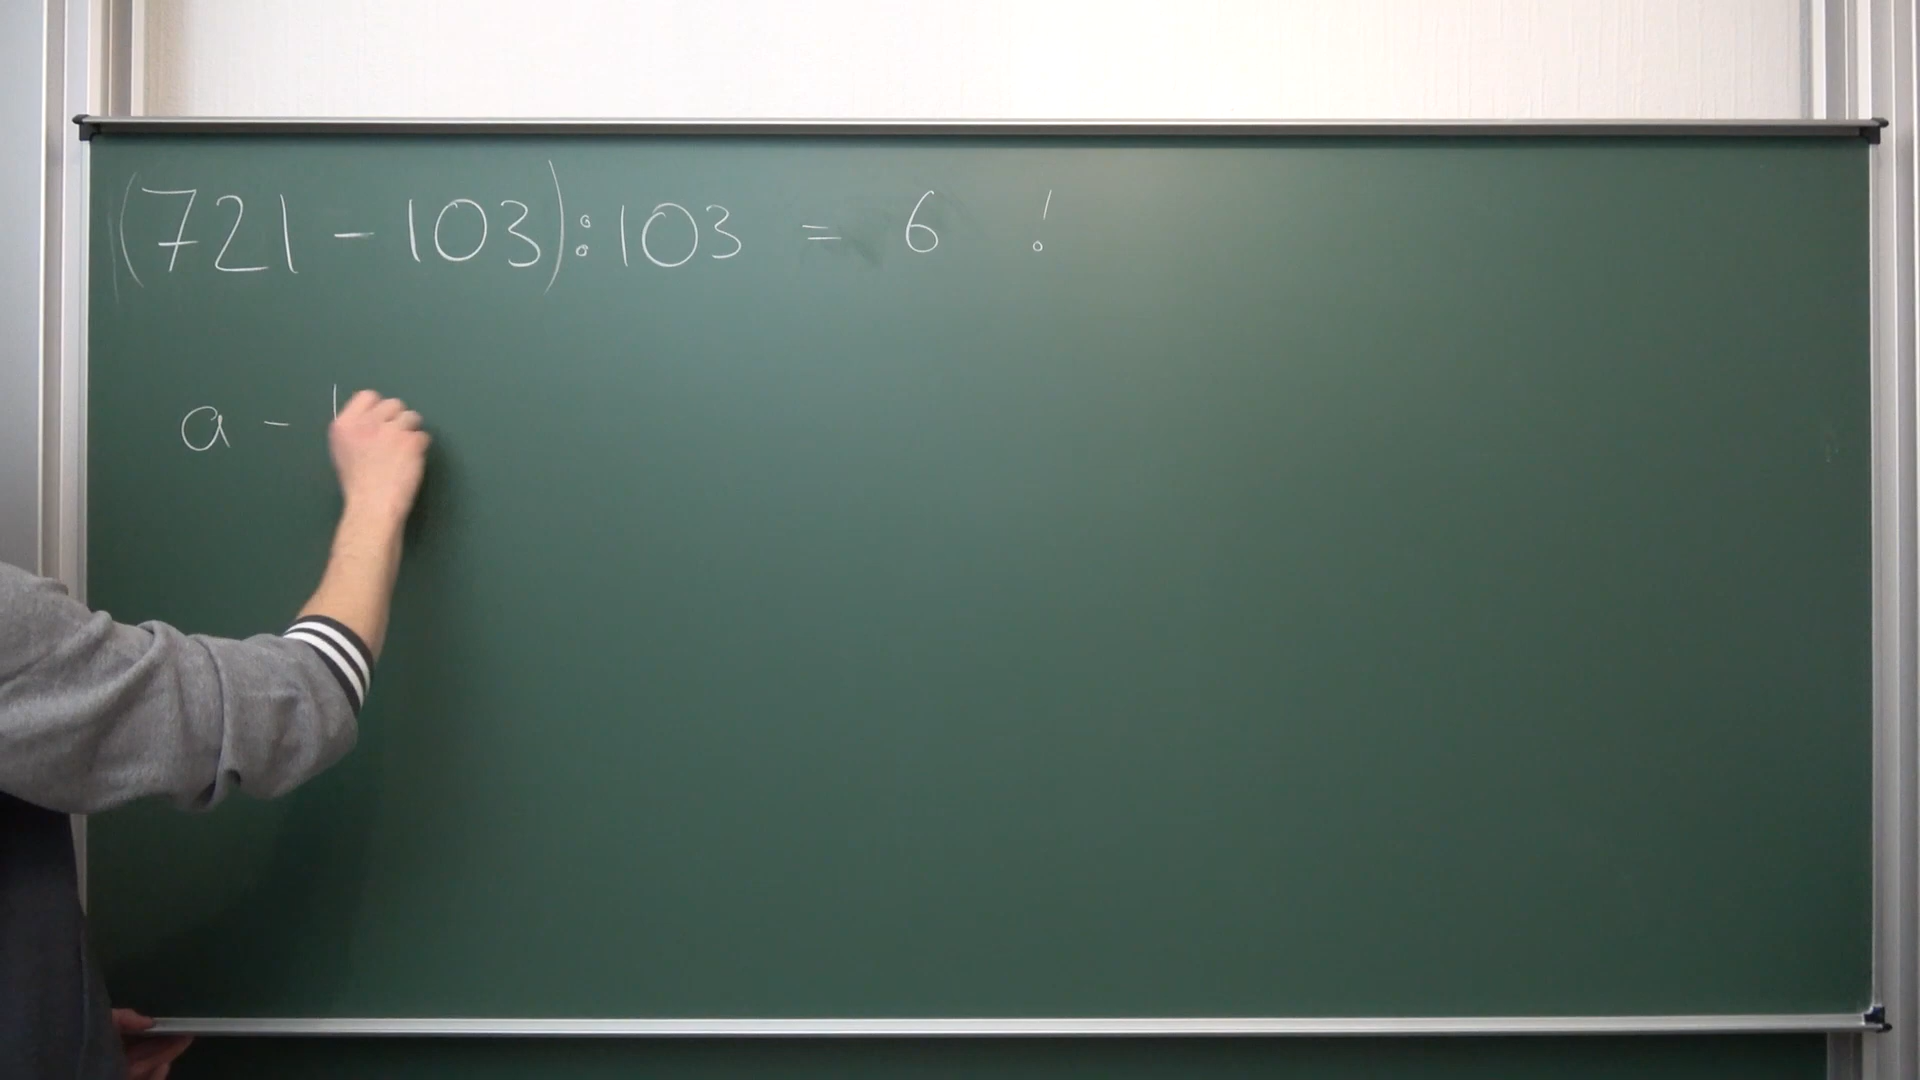 (721 - 103) : 103 = 6 !
a -